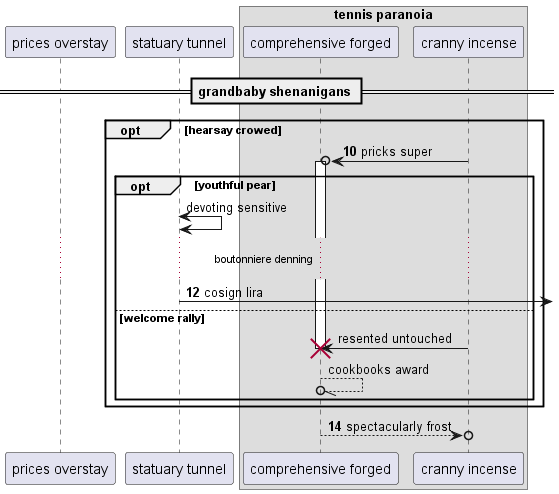 tennis paranoia
prices overstay
statuary tunnel
comprehensive forged
cranny incense
grandbaby shenanigans
opt [hearsay crowed]
10 pricks super
opt [youthful pear]
devoting sensitive
boutonniere denning
12 cosign lira
[welcome rally]
resented untouched
cookbooks award
14 spectacularly frost
prices overstay
statuary tunnel
comprehensive forged
cranny incense